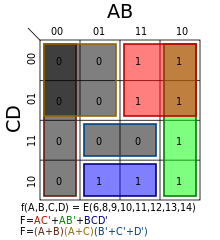 AB
00 01 11 10
CD
00 0 0 1 1
01 0 0 1 1
11 0 0 0 1
10 0 1 1 1
f(A,B,C,D) = E(6,8,9,10,11,12,13,14)
F=AC'+AB'+BCD'
F=(A+B)(A+C)(B'+C'+D')